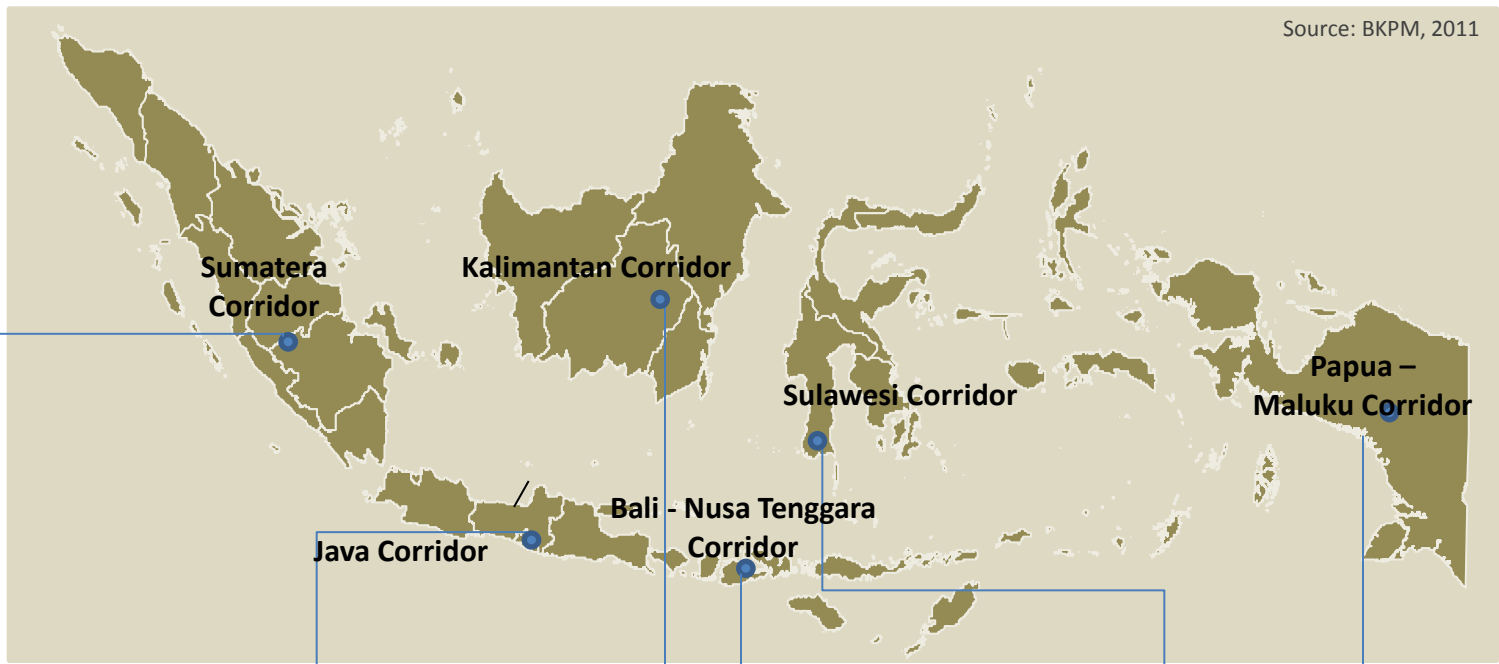 Source: BKPM, 2011
Sumatera
Corridor
Kalimantan Corridor
Sulawesi Corridor
Papua –
Maluku Corridor
Bali - Nusa Tenggara
Corridor
Java Corridor